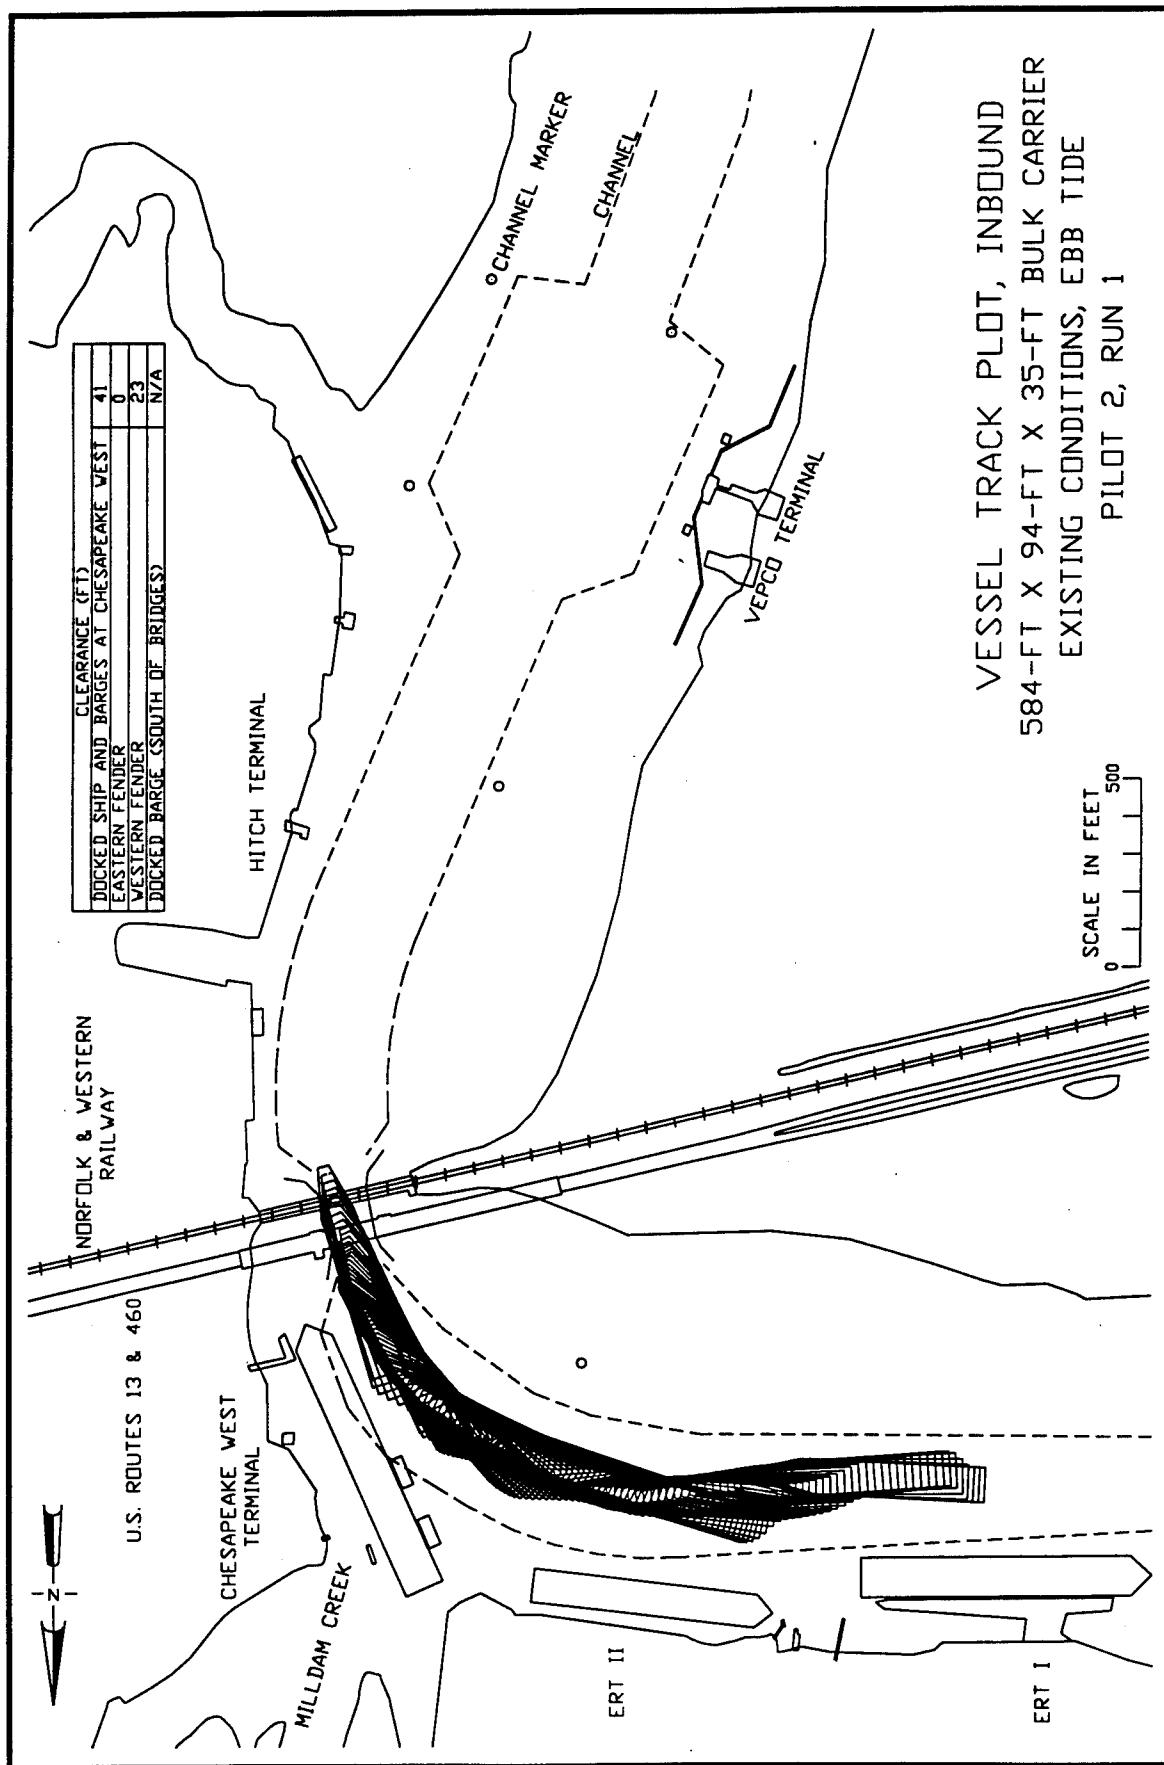 CLEARANCE (FT)
DOCKED SHIP AND BARGES AT CHESAPEAKE WEST 41
EASTERN FENDER 0
WESTERN FENDER 23
DOCKED BARGE (SOUTH OF BRIDGES) N/A
N
U.S. ROUTES 13 & 460
NORFOLK & WESTERN
RAILWAY
HITCH TERMINAL
CHANNEL MARKER
CHANNEL
CHESAPEAKE WEST
TERMINAL
MILLDAM CREEK
VEPCO TERMINAL
ERT II
ERT I
SCALE IN FEET
0 500
VESSEL TRACK PLOT, INBOUND
584-FT X 94-FT X 35-FT BULK CARRIER
EXISTING CONDITIONS, EBB TIDE
PILOT 2, RUN 1